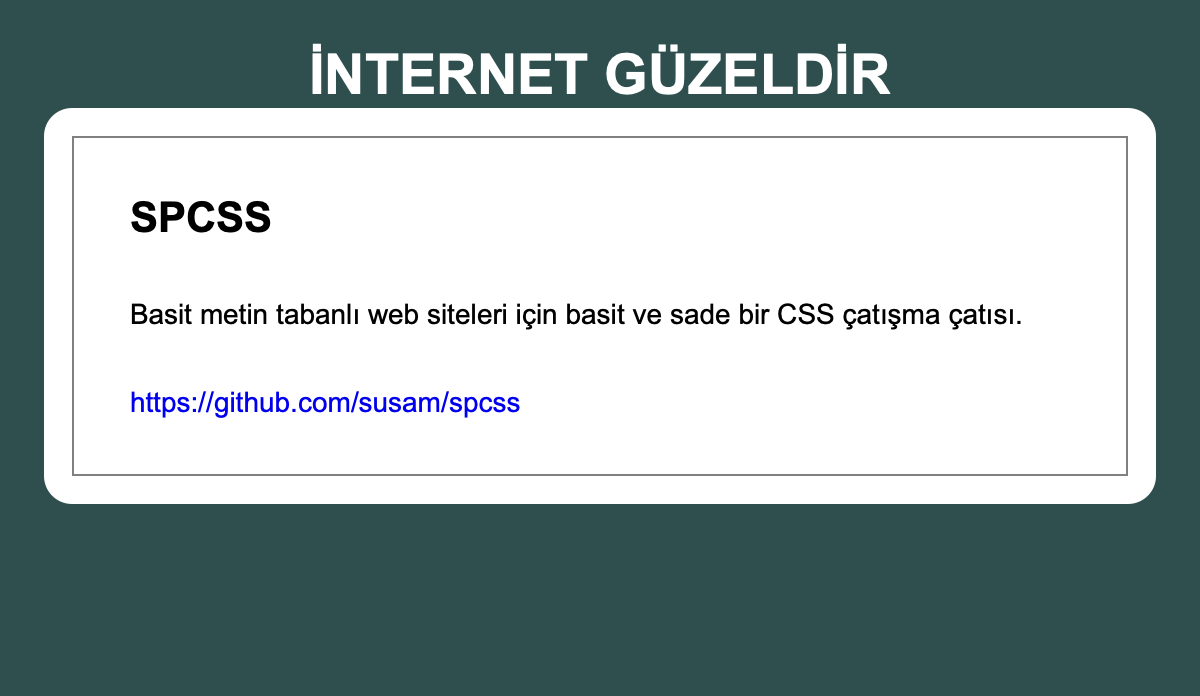 İNTERNET GÜZELDİR
SPCSS
Basit metin tabanlı web siteleri için basit ve sade bir CSS çatışma çatısı.
https://github.com/susam/spcss